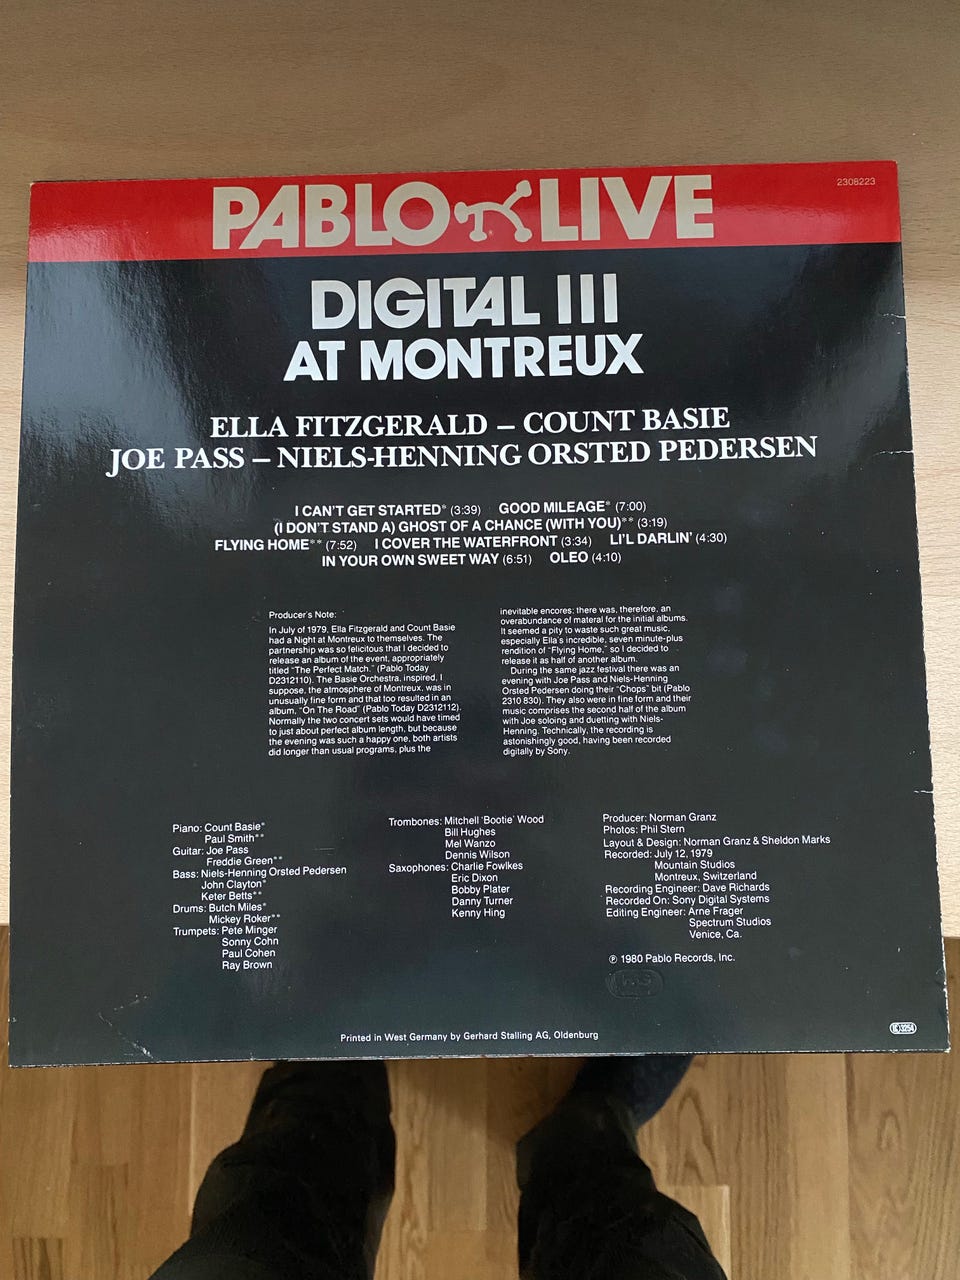 2308223
PABLO LIVE
DIGITAL III
AT MONTREUX
ELLA FITZGERALD – COUNT BASIE
JOE PASS – NIELS-HENNING ORSTED PEDERSEN
I CAN'T GET STARTED* (3:39) GOOD MILEAGE* (7:00)
(I DON'T STAND A) GHOST OF A CHANCE (WITH YOU)** (3:19)
FLYING HOME** (7:52) I COVER THE WATERFRONT (3:34) LI'L DARLIN' (4:30)
IN YOUR OWN SWEET WAY (6:51) OLEO (4:10)
Producer's Note:
In July of 1979, Ella Fitzgerald and Count Basie
had a Night at Montreux to themselves. The
partnership was so felicitous that I decided to
release an album of the event, appropriately
titled "The Perfect Match." (Pablo Today
D2312110). The Basie Orchestra, inspired, I
suppose, the atmosphere of Montreux, was in
unusually fine form and that too resulted in an
album, "On The Road" (Pablo Today D2312112).
Normally the two concert sets would have timed
to just about perfect album length, but because
the evening was such a happy one, both artists
did longer than usual programs, plus the
inevitable encores: there was, therefore, an
overabundance of materal for the initial albums.
It seemed a pity to waste such great music,
especially Ella's incredible, seven minute-plus
rendition of "Flying Home," so I decided to
release it as half of another album.
During the same jazz festival there was an
evening with Joe Pass and Niels-Henning
Orsted Pedersen doing their "Chops" bit (Pablo
2310 830). They also were in fine form and their
music comprises the second half of the album
with Joe soloing and duetting with Niels-
Henning. Technically, the recording is
astonishingly good, having been recorded
digitally by Sony.
Piano: Count Basie*
Paul Smith**
Guitar: Joe Pass
Freddie Green**
Bass: Niels-Henning Orsted Pedersen
John Clayton*
Keter Betts**
Drums: Butch Miles*
Mickey Roker**
Trumpets: Pete Minger
Sonny Cohn
Paul Cohen
Ray Brown
Trombones: Mitchell 'Bootie' Wood
Bill Hughes
Mel Wanzo
Dennis Wilson
Saxophones: Charlie Fowlkes
Eric Dixon
Bobby Plater
Danny Turner
Kenny Hing
Producer: Norman Granz
Photos: Phil Stern
Layout & Design: Norman Granz & Sheldon Marks
Recorded: July 12, 1979
Mountain Studios
Montreux, Switzerland
Recording Engineer: Dave Richards
Recorded On: Sony Digital Systems
Editing Engineer: Arne Frager
Spectrum Studios
Venice, Ca.
℗ 1980 Pablo Records, Inc.
Printed in West Germany by Gerhard Stalling AG, Oldenburg